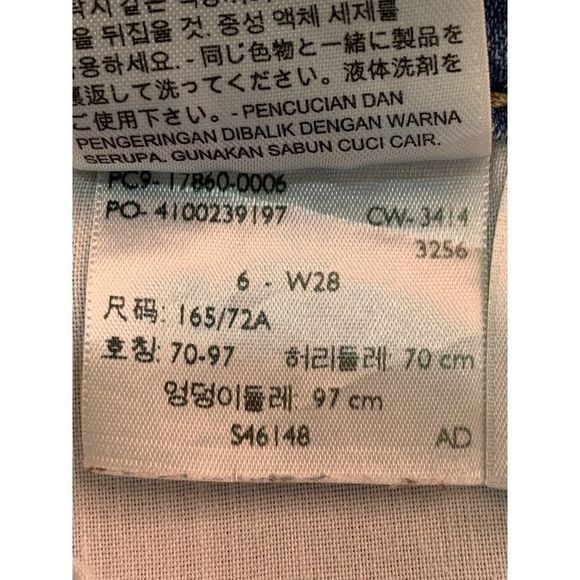 을 뒤집을 것. 중성 액체 세제를
용하세요. - 同じ色物と一緒に製品を
裏返して洗ってください。液体洗剤を
ご使用下さい。- PENCUCIAN DAN
PENGERINGAN DIBALIK DENGAN WARNA
SERUPA. GUNAKAN SABUN CUCI CAIR.
PC9- 17860-0006
PO- 4100239197 CW- 3414
3256
6 - W28
尺码: 165/72A
호칭: 70-97 허리둘레: 70 cm
엉덩이둘레: 97 cm
S46148 AD